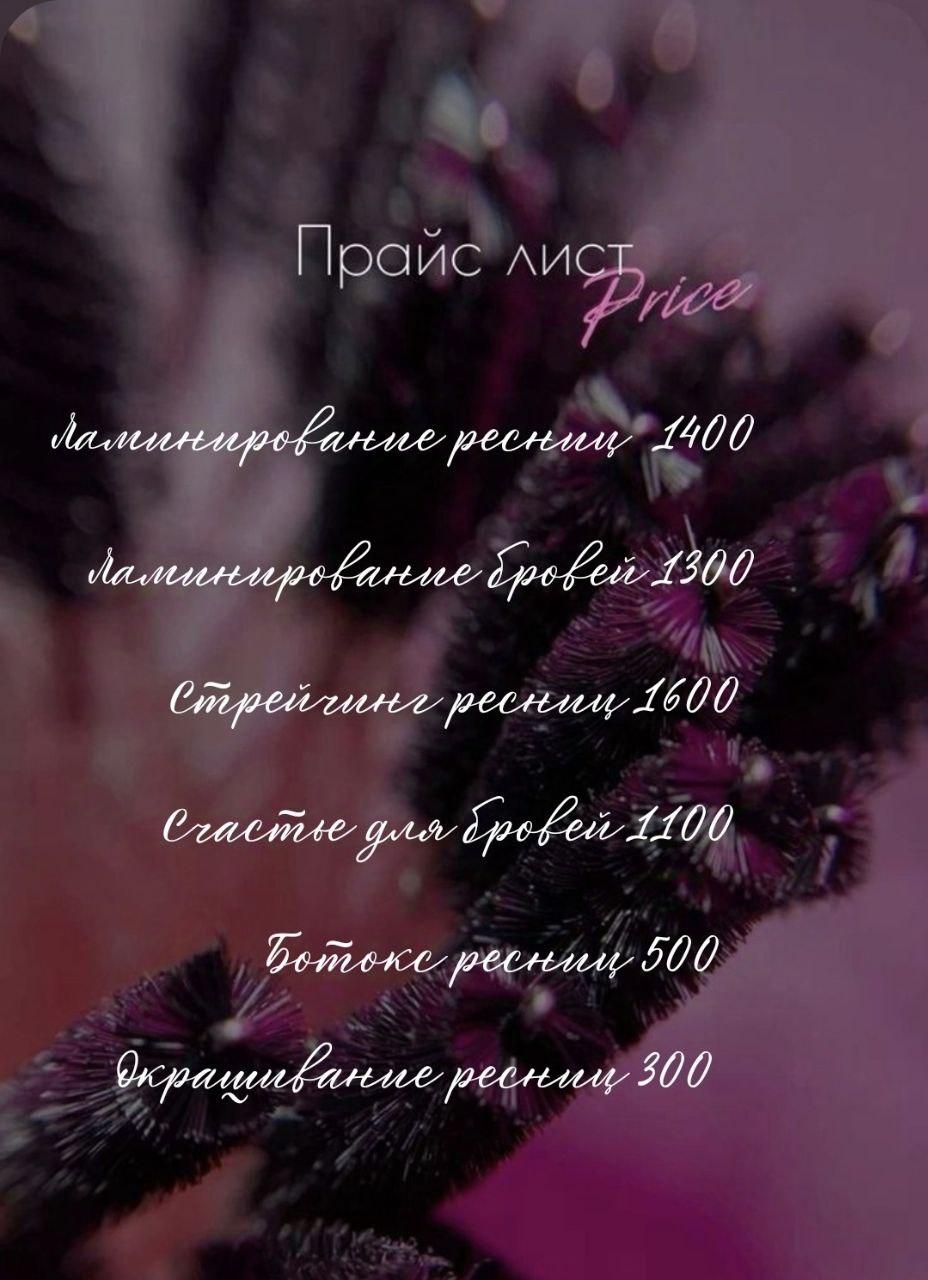 Прайс лист
Price
Ламинирование ресниц 1400
Ламинирование бровей 1300
Стрейчинг ресниц 1600
Счастье для бровей 1100
Ботокс ресниц 500
Окрашивание ресниц 300